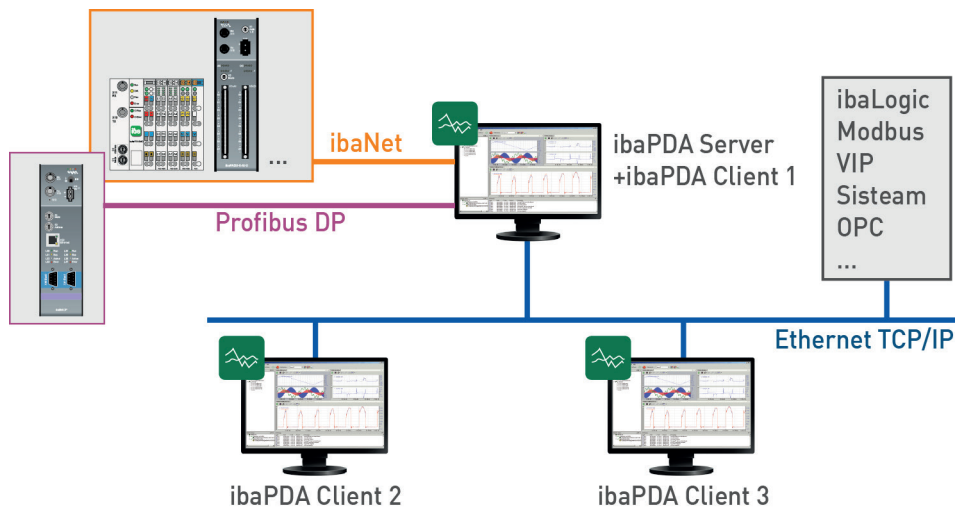 ibaNet
Profibus DP
ibaPDA Server
+ibaPDA Client 1
ibaLogic
Modbus
VIP
Sisteam
OPC
...
Ethernet TCP/IP
ibaPDA Client 2
ibaPDA Client 3
...